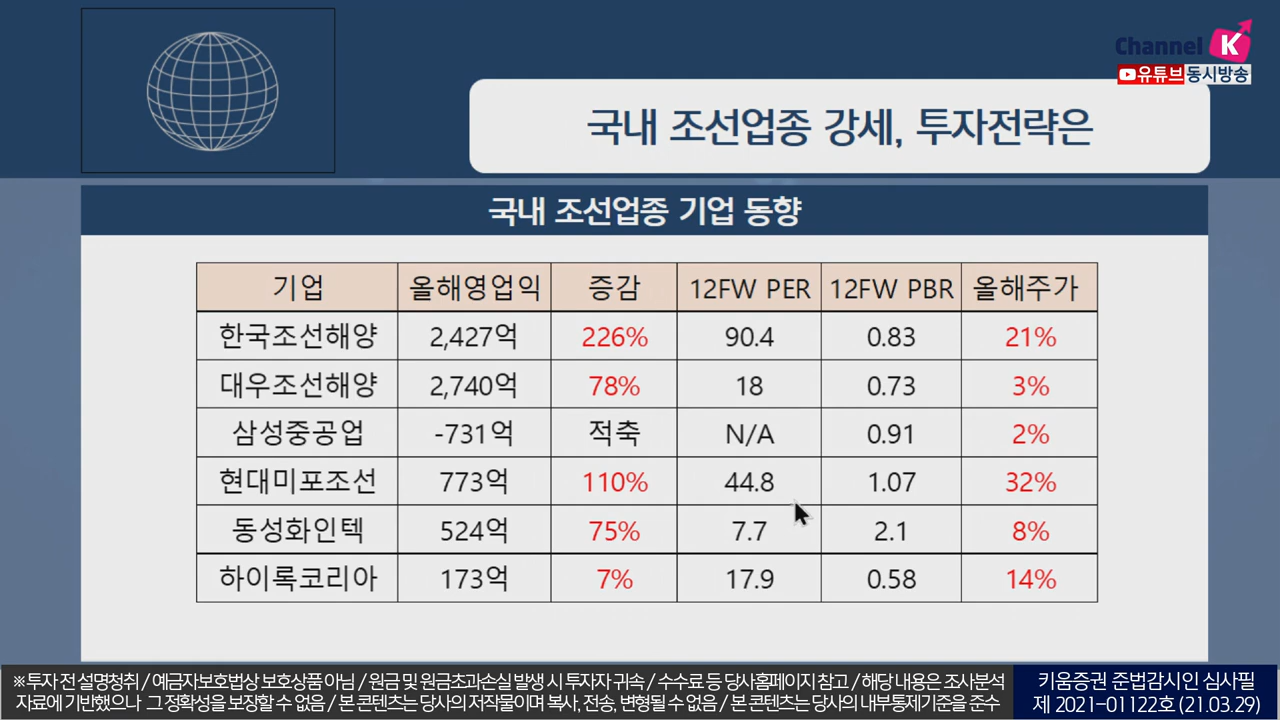 Channel K
유튜브 동시방송
국내 조선업종 강세, 투자전략은
국내 조선업종 기업 동향
기업 올해영업익 증감 12FW PER 12FW PBR 올해주가
한국조선해양 2,427억 226% 90.4 0.83 21%
대우조선해양 2,740억 78% 18 0.73 3%
삼성중공업 -731억 적축 N/A 0.91 2%
현대미포조선 773억 110% 44.8 1.07 32%
동성화인텍 524억 75% 7.7 2.1 8%
하이록코리아 173억 7% 17.9 0.58 14%
※투자 전 설명청취 / 예금자보호법상 보호상품 아님 / 원금 및 원금초과손실 발생 시 투자자 귀속 / 수수료 등 당사홈페이지 참고 / 해당 내용은 조사분석
자료에 기반했으나 그 정확성을 보장할 수 없음 / 본 콘텐츠는 당사의 저작물이며 복사, 전송, 변형될 수 없음 / 본 콘텐츠는 당사의 내부통제기준을 준수
키움증권 준법감시인 심사필
제 2021-01122호 (21.03.29)